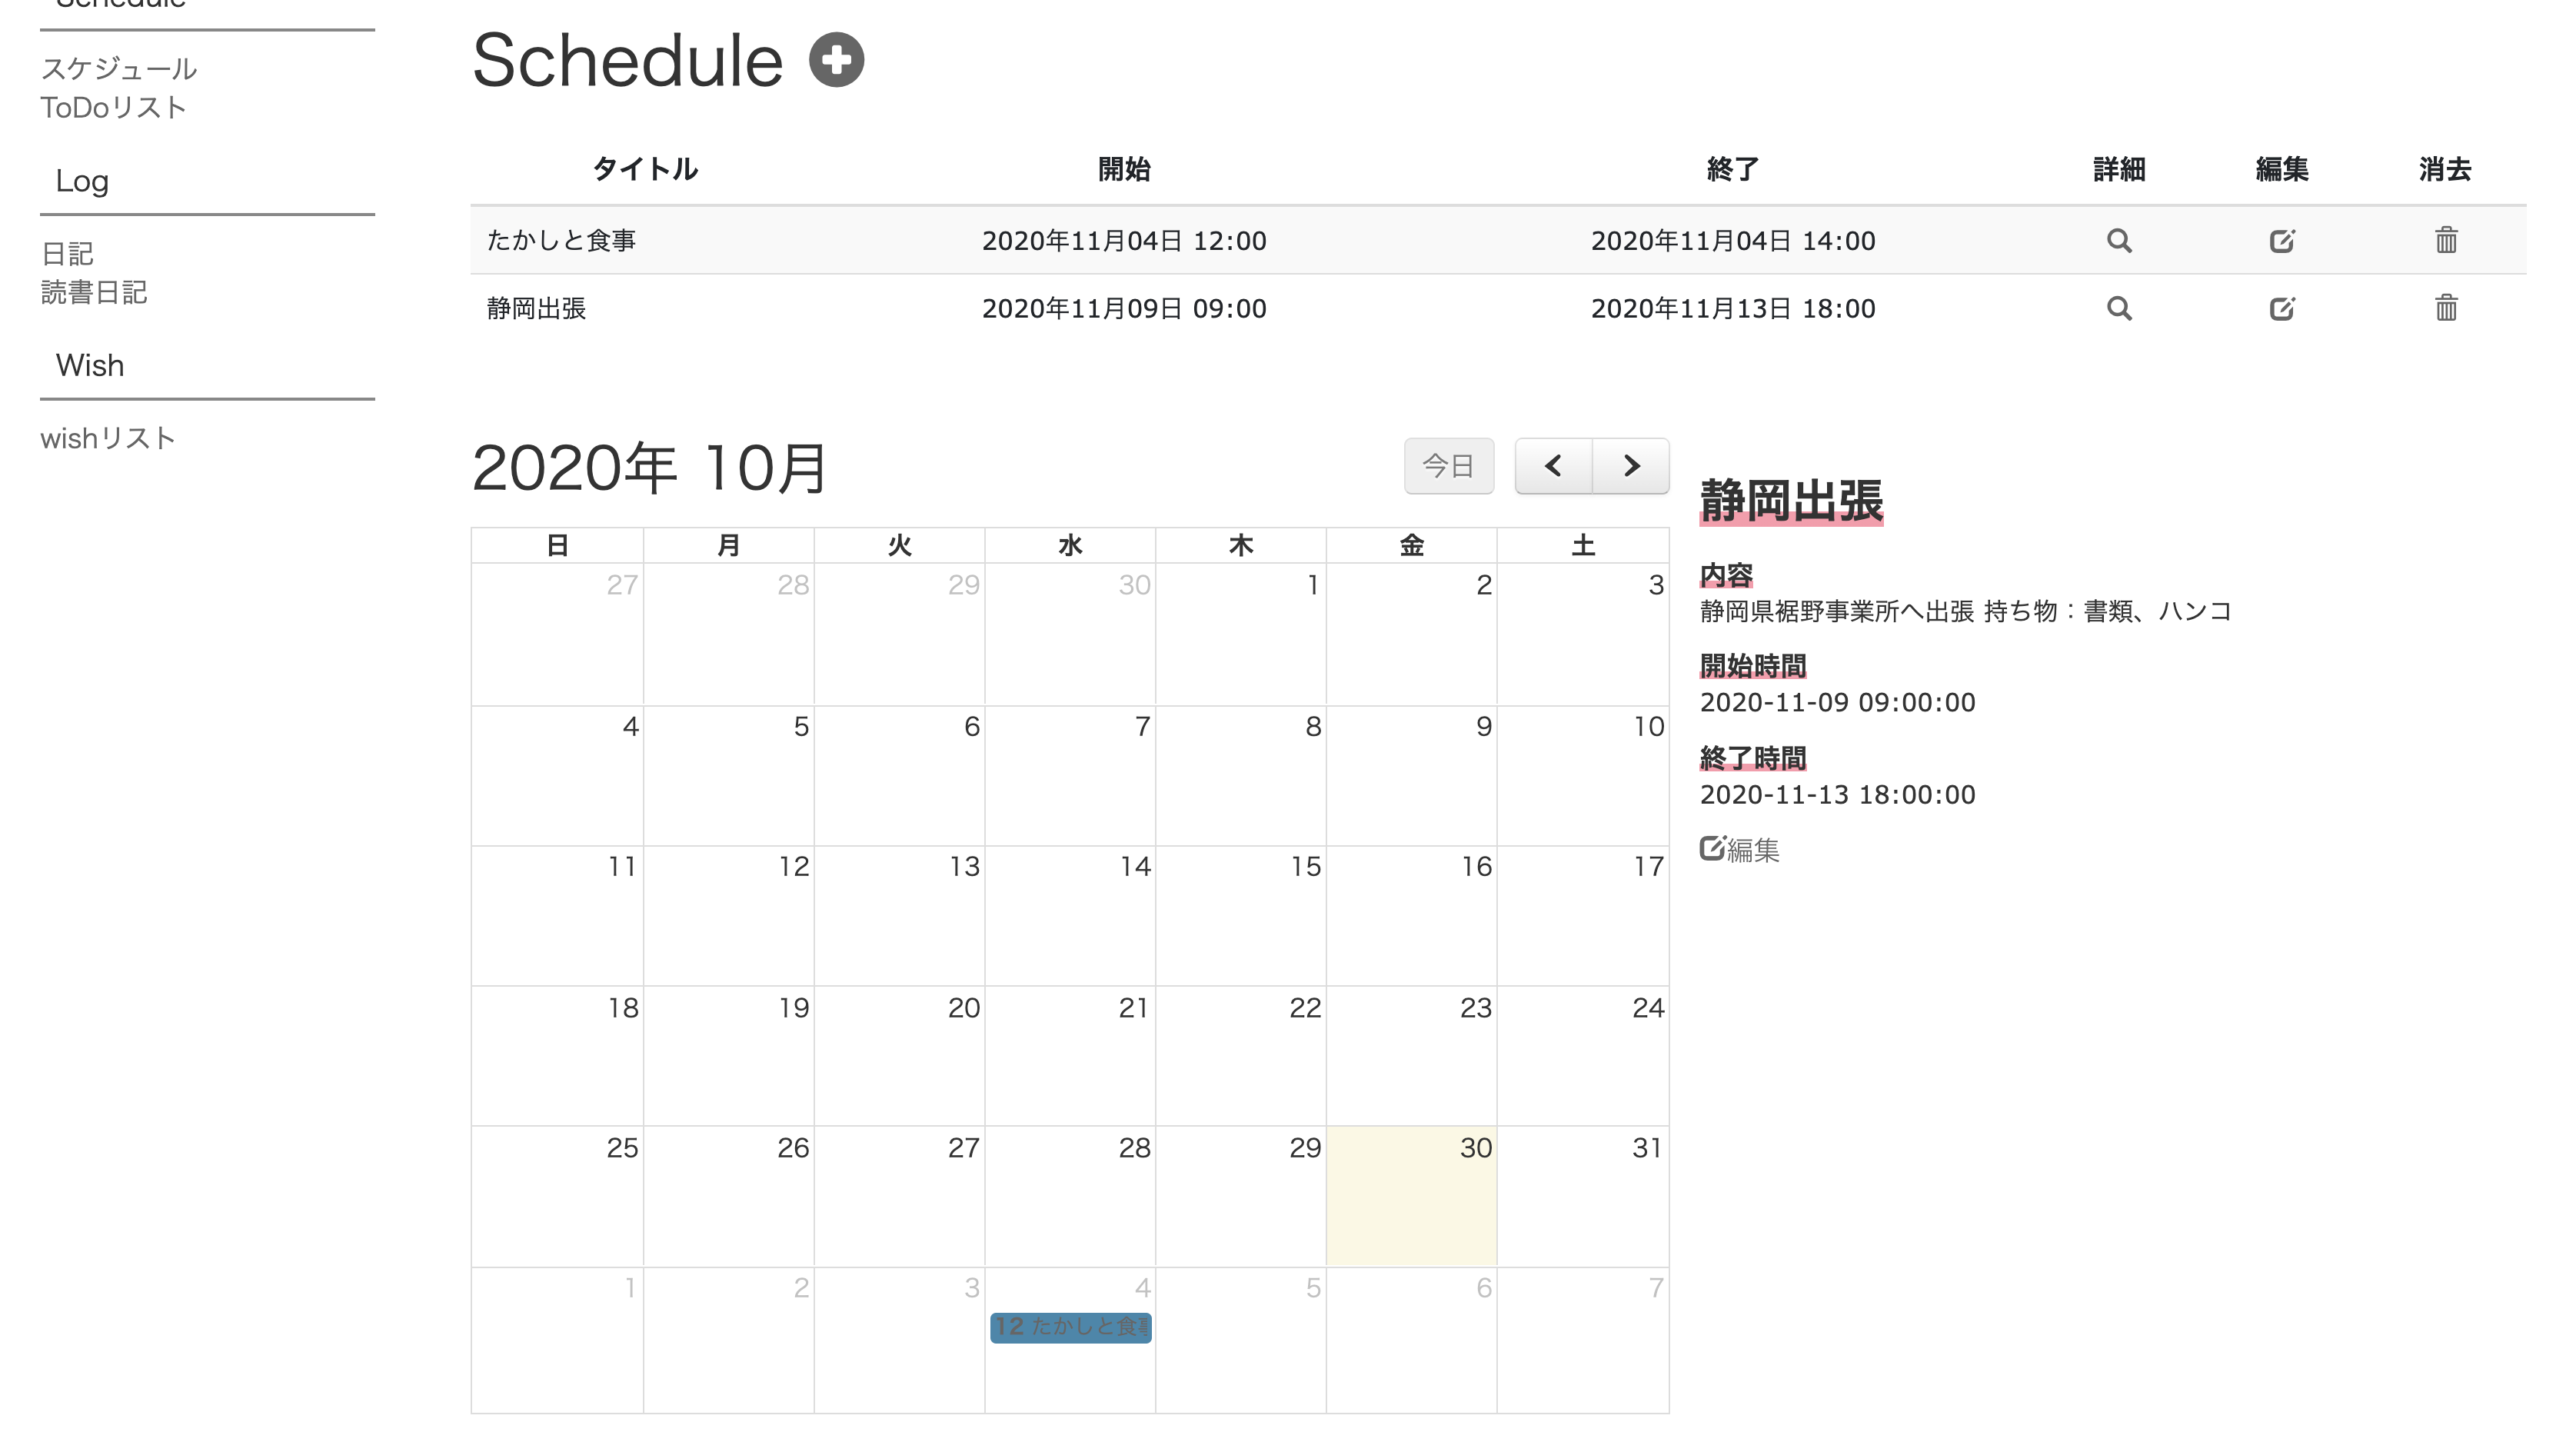 スケジュール
ToDoリスト
Log
日記
読書日記
Wish
wishリスト
Schedule
タイトル 開始 終了 詳細 編集 消去
たかしと食事 2020年11月04日 12:00 2020年11月04日 14:00
静岡出張 2020年11月09日 09:00 2020年11月13日 18:00
2020年 10月
今日
日 月 火 水 木 金 土
27 28 29 30 1 2 3
4 5 6 7 8 9 10
11 12 13 14 15 16 17
18 19 20 21 22 23 24
25 26 27 28 29 30 31
1 2 3 4 5 6 7
12 たかしと食
静岡出張
内容
静岡県裾野事業所へ出張 持ち物：書類、ハンコ
開始時間
2020-11-09 09:00:00
終了時間
2020-11-13 18:00:00
編集